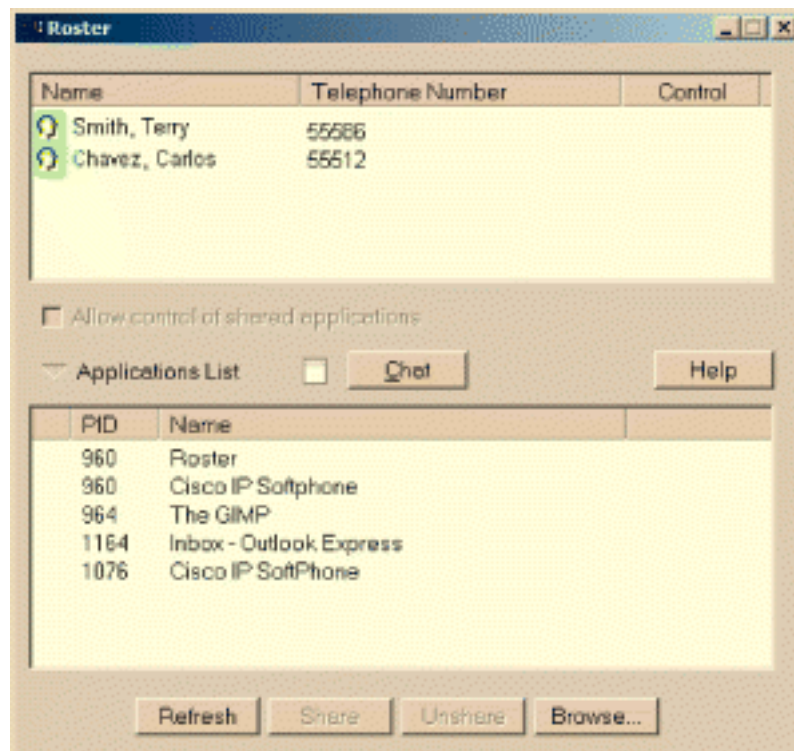 Roster
Name Telephone Number Control
Smith, Terry 55586
Chavez, Carlos 55512
Allow control of shared applications
Applications List Chat Help
PID Name
960 Roster
960 Cisco IP Softphone
964 The GIMP
1164 Inbox - Outlook Express
1076 Cisco IP SoftPhone
Refresh Share Unshare Browse...